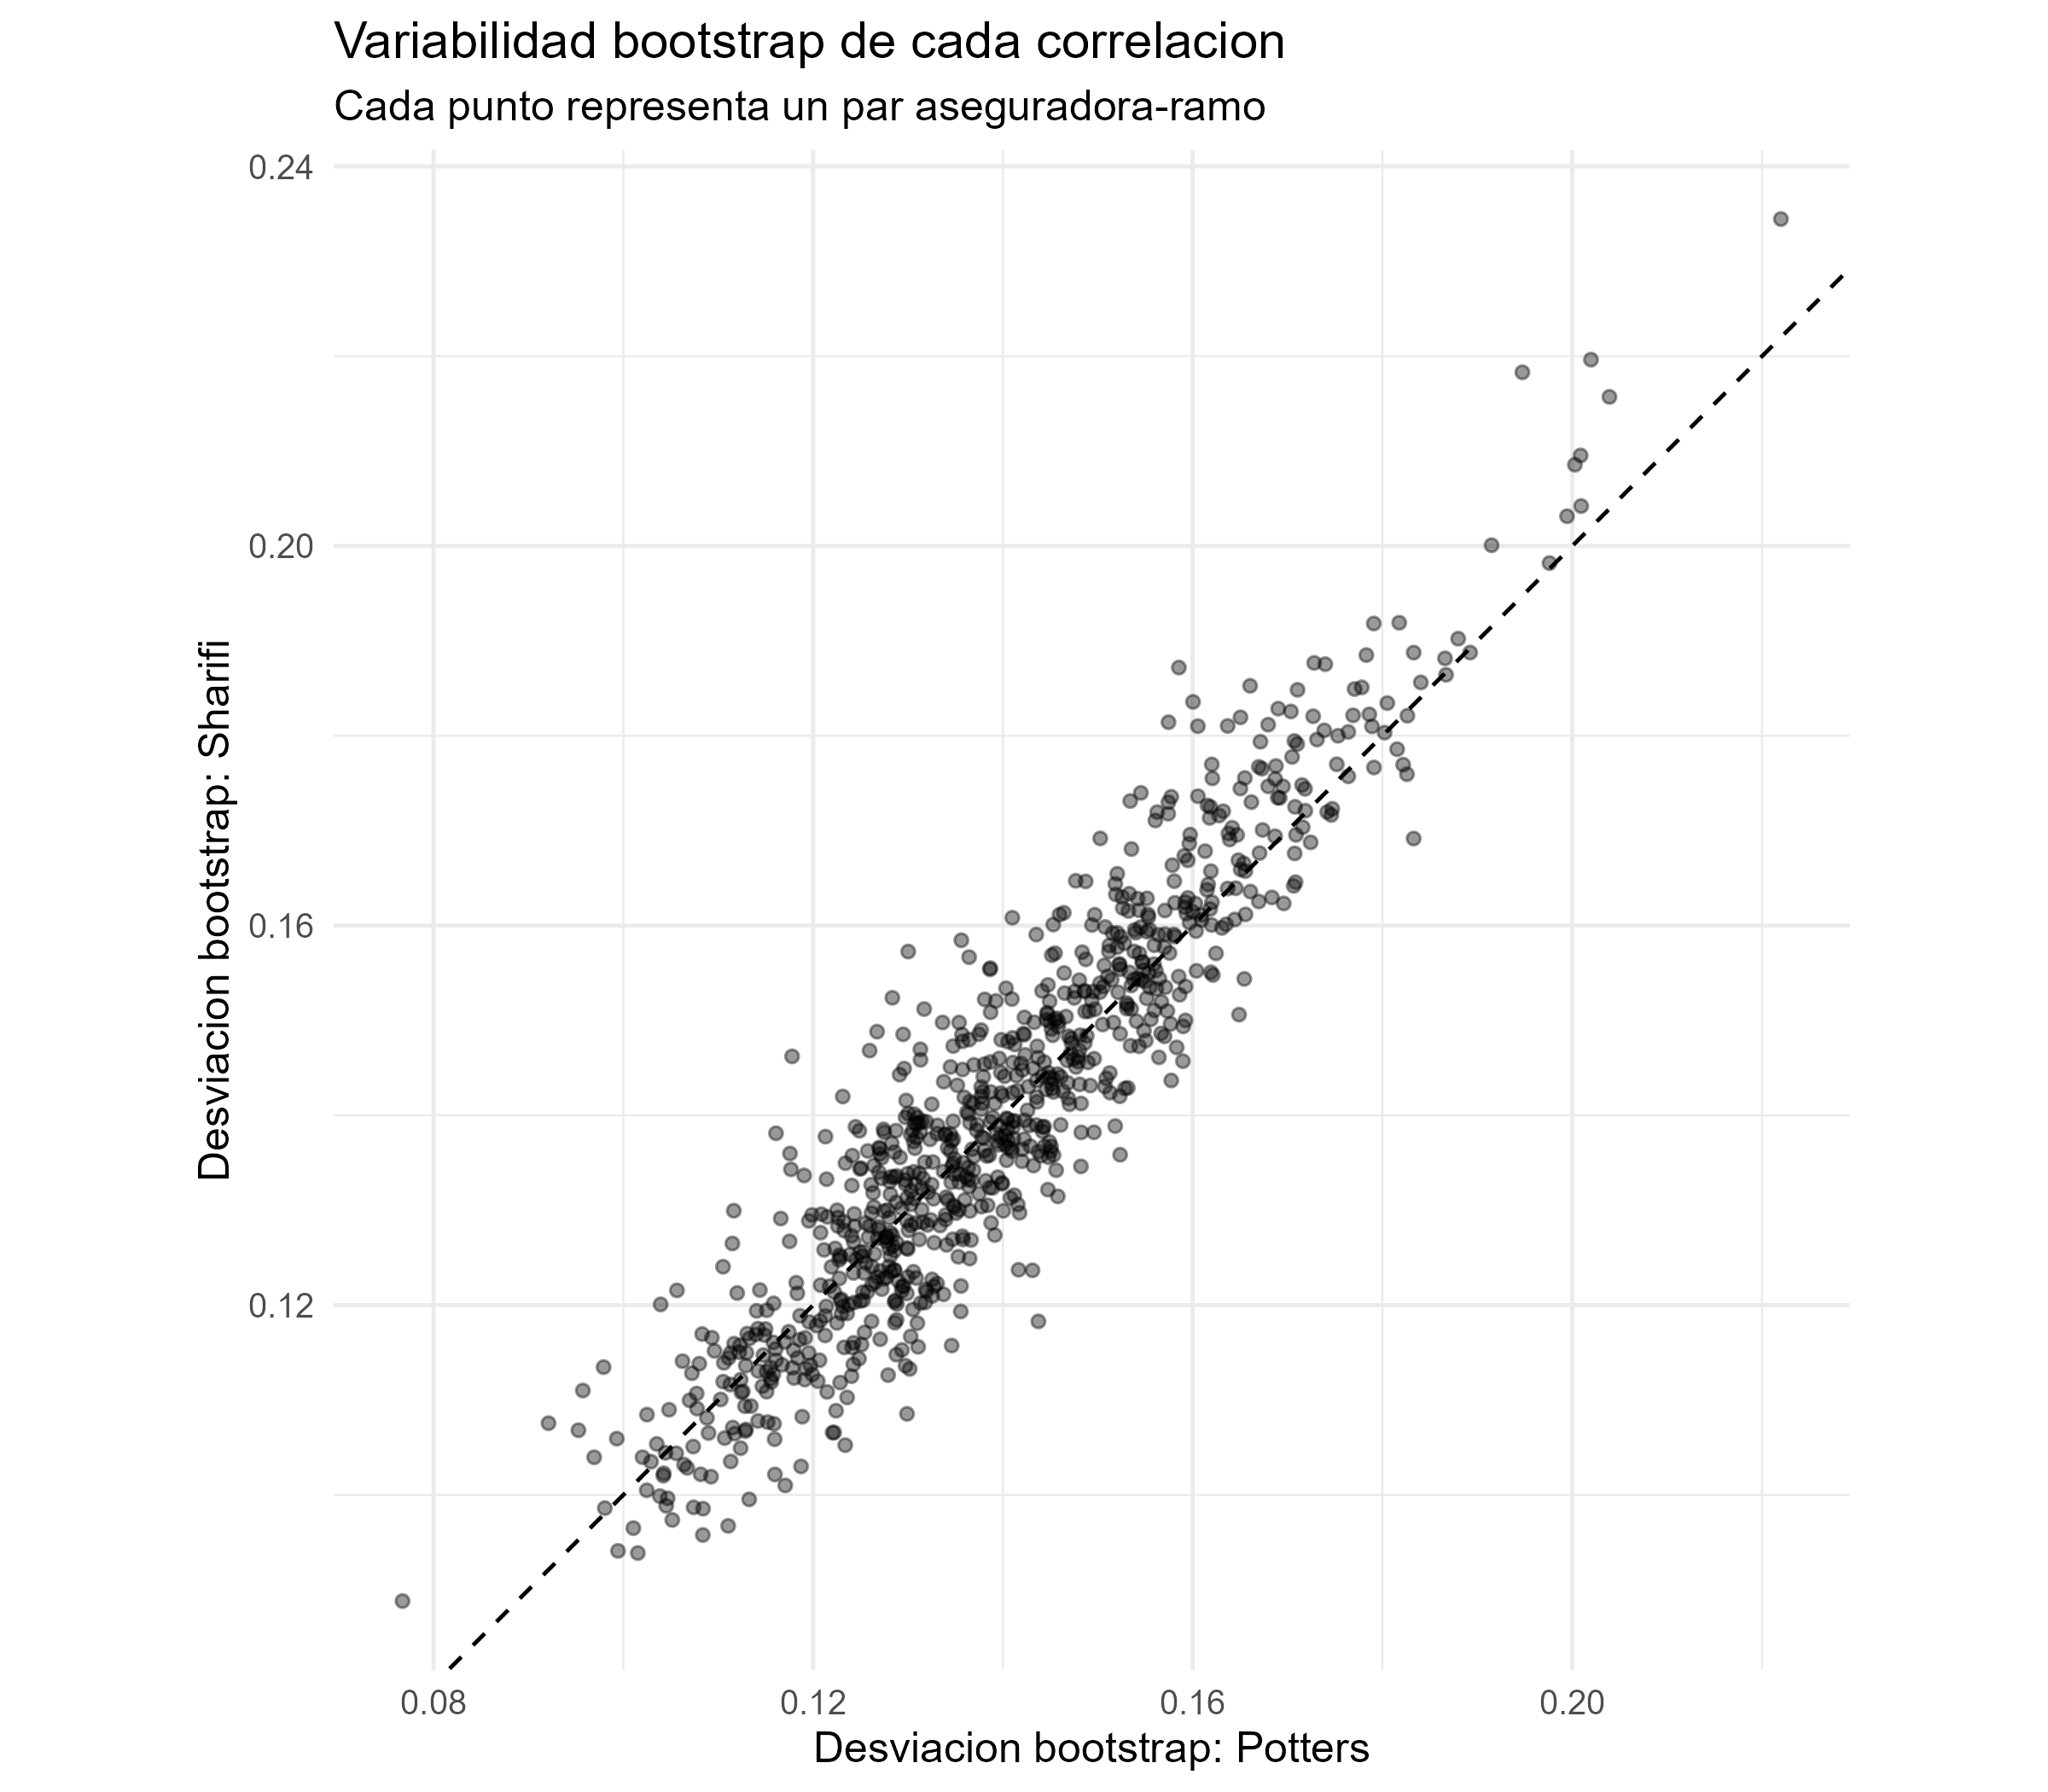 Variabilidad bootstrap de cada correlacion
Cada punto representa un par aseguradora-ramo
0.24
0.20
0.16
0.12
Desviacion bootstrap: Sharifi
0.08
0.12
0.16
0.20
Desviacion bootstrap: Potters